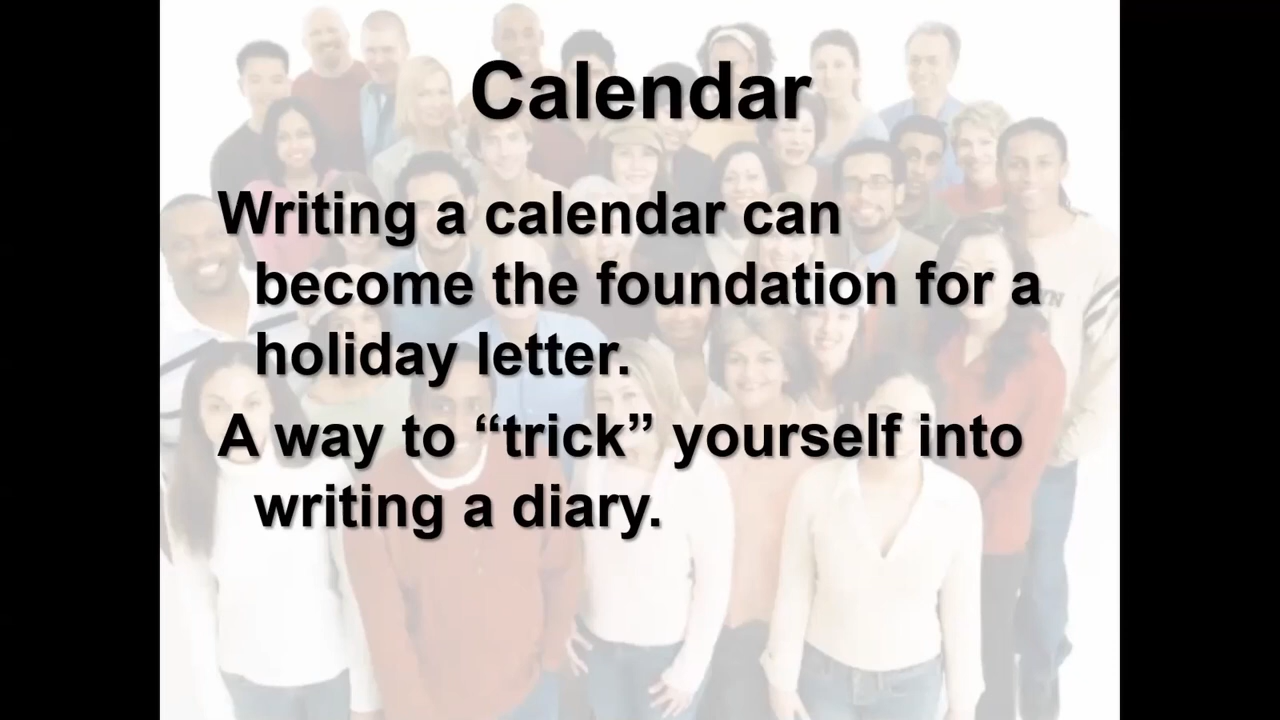 Calendar
Writing a calendar can
become the foundation for a
holiday letter.
A way to “trick” yourself into
writing a diary.